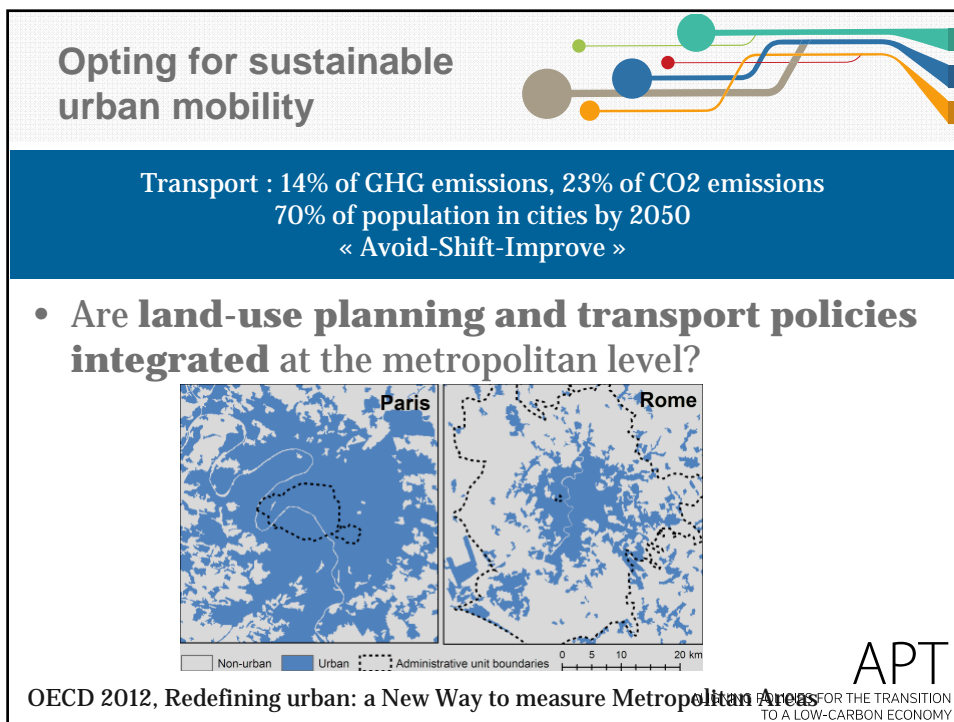 Opting for sustainable
urban mobility
Transport : 14% of GHG emissions, 23% of CO2 emissions
70% of population in cities by 2050
« Avoid-Shift-Improve »
• Are land-use planning and transport policies
integrated at the metropolitan level?
Paris
Rome
Non-urban Urban Administrative unit boundaries 0 5 10 20 km
APT
OECD 2012, Redefining urban: a New Way to measure Metropolitan Areas
ALIGNING POLICIES FOR THE TRANSITION
TO A LOW-CARBON ECONOMY